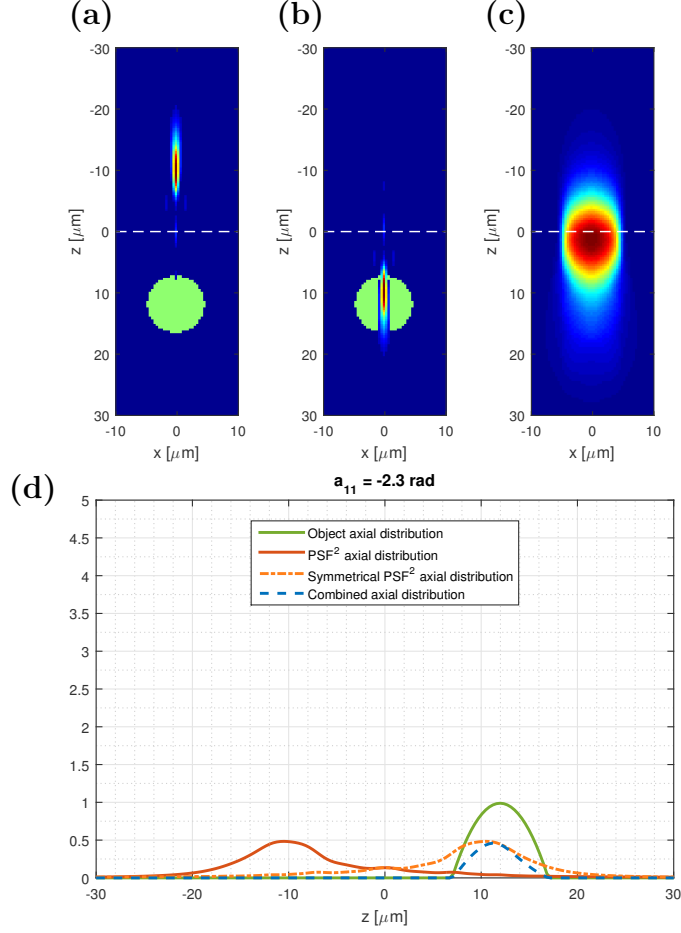 (a) (b) (c)
-30 -30 -30
-20 -20 -20
-10 -10 -10
0 0 0
10 10 10
20 20 20
30 30 30
z [μm] z [μm] z [μm]
-10 0 10 -10 0 10 -10 0 10
x [μm] x [μm] x [μm]
(d)
a₁₁ = -2.3 rad
5
4.5
4
3.5
3
2.5
2
1.5
1
0.5
0
Object axial distribution
PSF² axial distribution
Symmetrical PSF² axial distribution
Combined axial distribution
-30 -20 -10 0 10 20 30
z [μm]